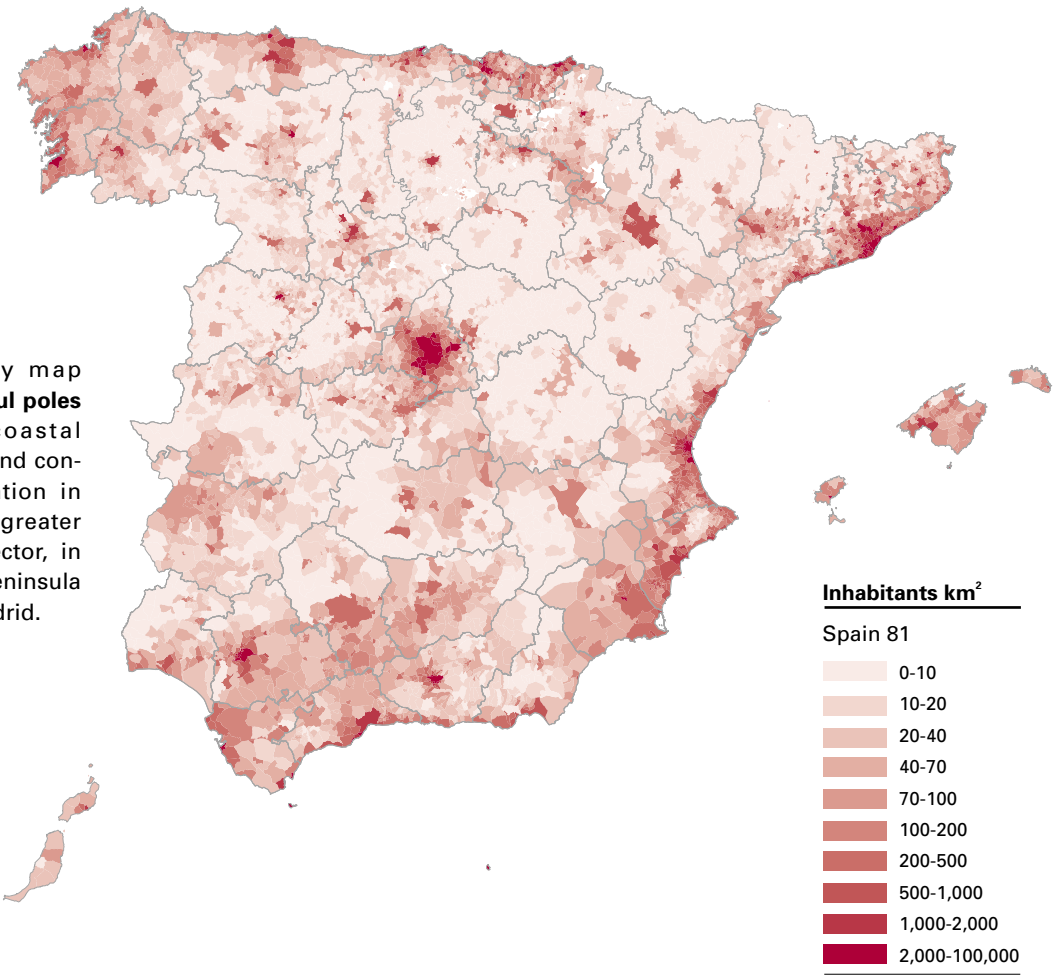 y map
ul poles
coastal
nd con-
tion in
greater
ctor, in
eninsula
drid.
Inhabitants km²
Spain 81
0-10
10-20
20-40
40-70
70-100
100-200
200-500
500-1,000
1,000-2,000
2,000-100,000